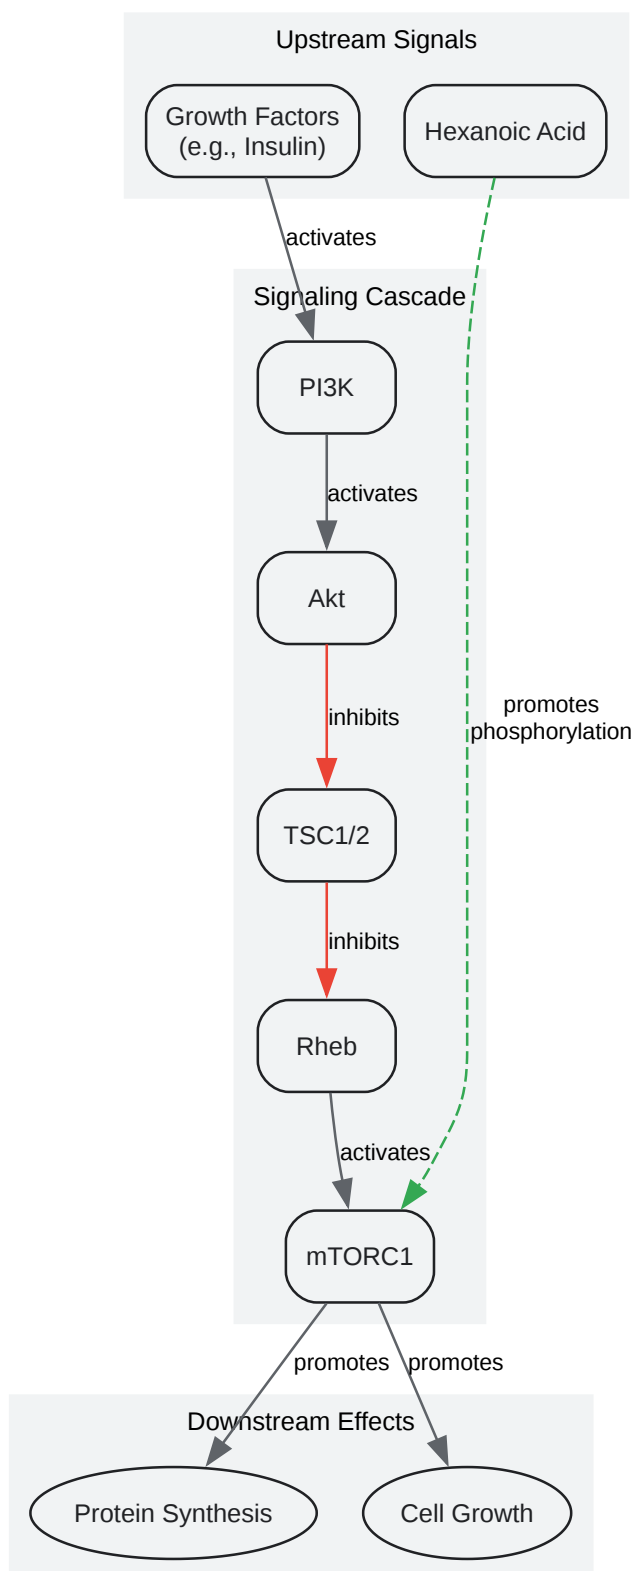 Upstream Signals
Growth Factors
(e.g., Insulin)
Hexanoic Acid
activates
Signaling Cascade
PI3K
activates
Akt
inhibits
promotes
phosphorylation
TSC1/2
inhibits
Rheb
activates
mTORC1
promotes
promotes
Downstream Effects
Protein Synthesis
Cell Growth